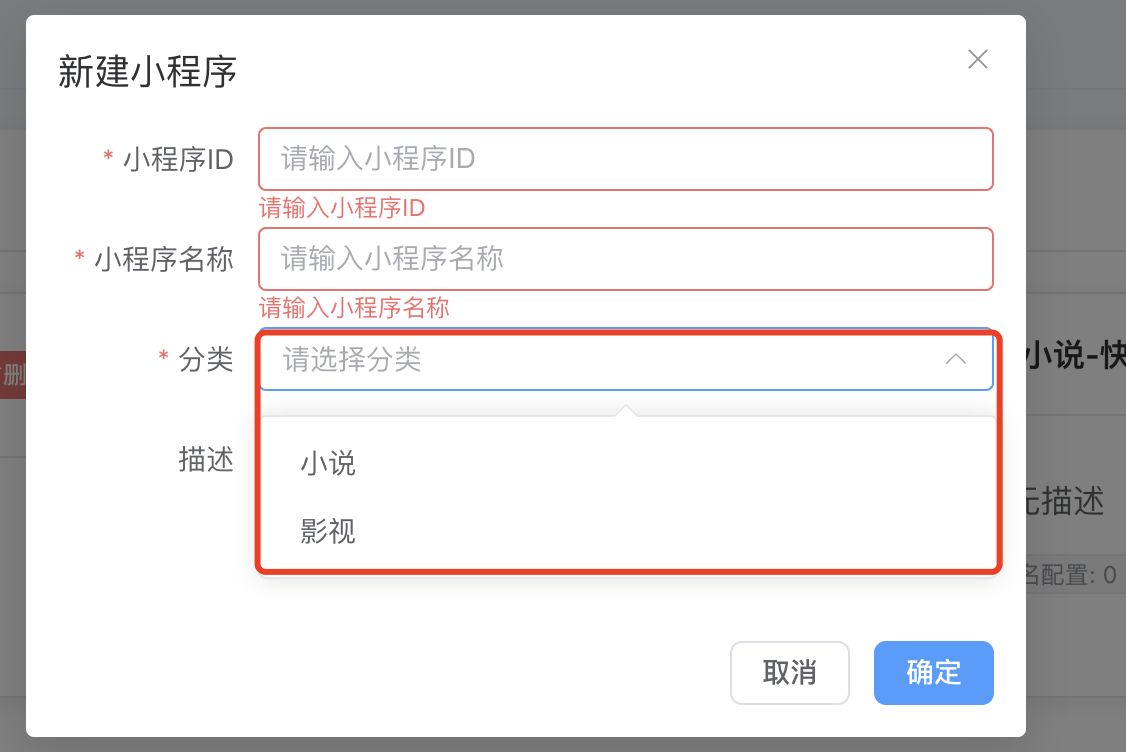 新建小程序
* 小程序ID
请输入小程序ID
请输入小程序ID
* 小程序名称
请输入小程序名称
请输入小程序名称
* 分类
请选择分类
删
小说-快
描述
小说
无描述
影视
名配置: 0
取消
确定